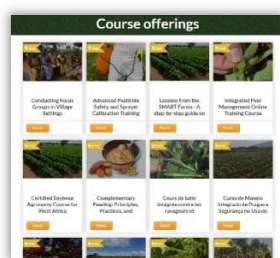 Course offerings
Conducting Focus
Groups in Village
Settings
Advanced Pesticide
Safety and Sprayer
Calibration Training
Lessons from the
SMART Farms - A
step-by-step guide on
Integrated Pest
Management Online
Training Course
Certified Soybean
Agronomy Course for
West Africa
Complementary
Feeding: Principles,
Practices, and
Cours de lutte
intégrée contre les
ravageurs et
Curso de Manejo
Integrado de Pragas e
Segurança no Uso de